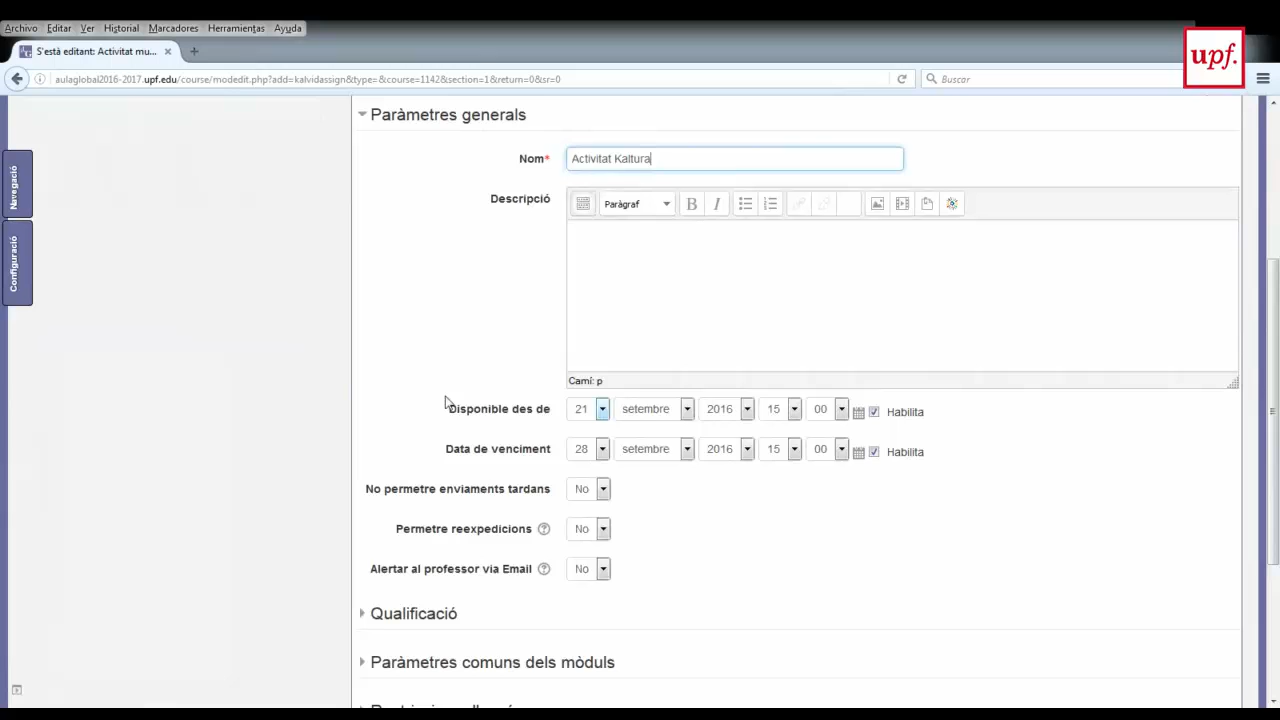 Archivo Editar Ver Historial Marcadores Herramientas Ayuda
S'està editant: Activitat mu...
upf.
aulaglobal2016-2017.upf.edu/course/modedit.php?add=kalvidassign&type=&course=1142&section=1&return=0&sr=0
Buscar
Paràmetres generals
Nom* Activitat Kaltura
Descripció
Paràgraf B I
Navegació
Configuració
Camí: p
Disponible des de 21 setembre 2016 15 00 Habilita
Data de venciment 28 setembre 2016 15 00 Habilita
No permetre enviaments tardans No
Permetre reexpedicions No
Alertar al professor via Email No
Qualificació
Paràmetres comuns dels mòduls